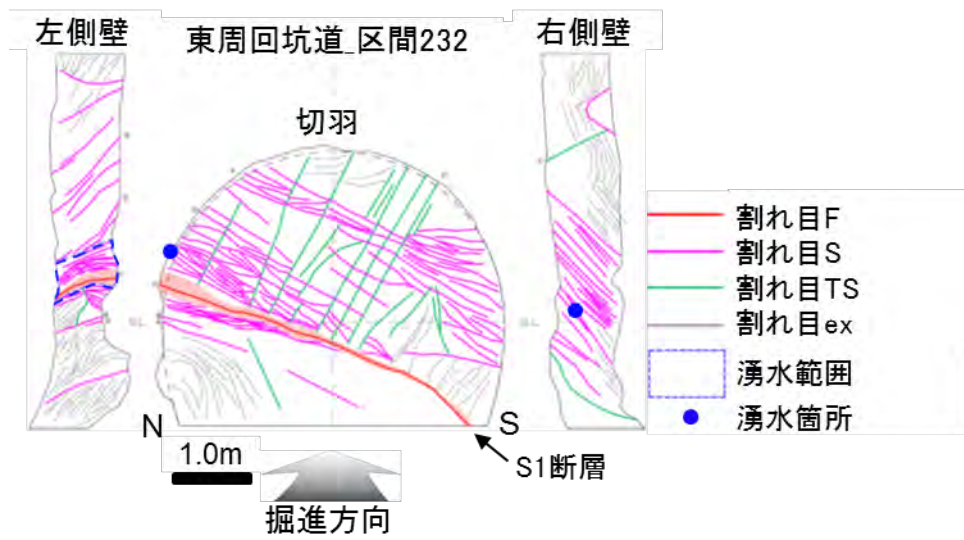 左側壁
東周回坑道_区間232
右側壁
切羽
割れ目F
割れ目S
割れ目TS
割れ目ex
湧水範囲
湧水箇所
N
S
S1断層
1.0m
掘進方向